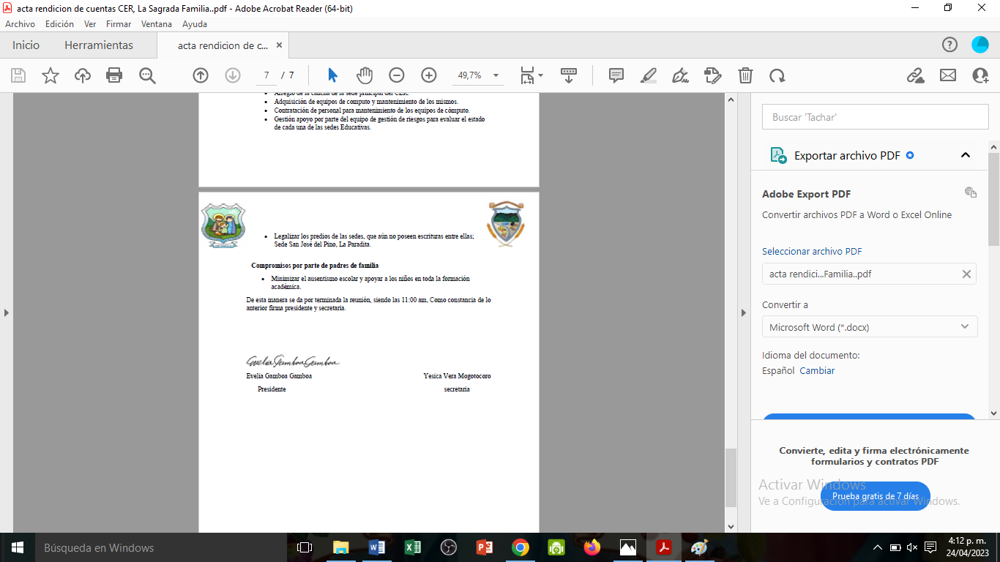 acta rendicion de cuentas CER, La Sagrada Familia..pdf - Adobe Acrobat Reader (64-bit)
Archivo Edición Ver Firmar Ventana Ayuda
Inicio Herramientas acta rendicion de c...
7 / 7 49,7%
Arreglo de la cancha de la sede principal del CER.
• Adquisición de equipos de computo y mantenimiento de los mismos.
• Contratación de personal para mantenimiento de los equipos de cómputo.
• Gestión apoyo por parte del equipo de gestión de riesgos para evaluar el estado
de cada una de las sedes Educativas.
• Legalizar los predios de las sedes, que aún no poseen escrituras entre ellas;
Sede San José del Pino, La Paradita.
Compromisos por parte de padres de familia
• Minimizar el ausentismo escolar y apoyar a los niños en toda la formación
académica.
De esta manera se da por terminada la reunión, siendo las 11:00 am, Como constancia de lo
anterior firma presidente y secretaria.
Evelia Gamboa Gamboa
Evelia Gamboa Gamboa Yesica Vera Mogotocoro
Presidente secretaria
Buscar 'Tachar'
Exportar archivo PDF
Adobe Export PDF
Convertir archivos PDF a Word o Excel Online
Seleccionar archivo PDF
acta rendici...Familia..pdf
Convertir a
Microsoft Word (*.docx)
Idioma del documento:
Español Cambiar
Convierte, edita y firma electrónicamente
formularios y contratos PDF
Activar Windows
Prueba gratis de 7 días
Ve a Configuración para activar Windows.
Búsqueda en Windows
4:12 p. m.
24/04/2023